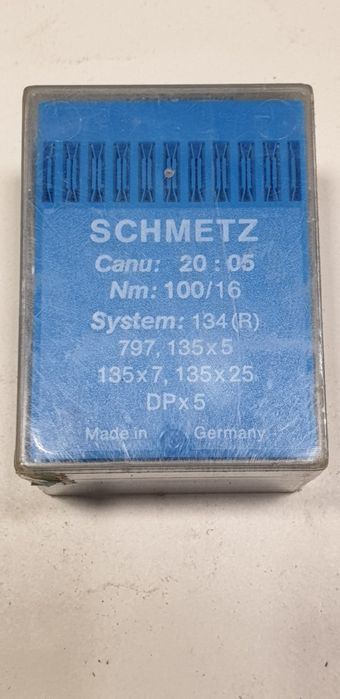 SCHMETZ
Canu: 20 : 05
Nm: 100/16
System: 134 (R)
797, 135x5
135x7, 135x25
DPx5
Made in Germany